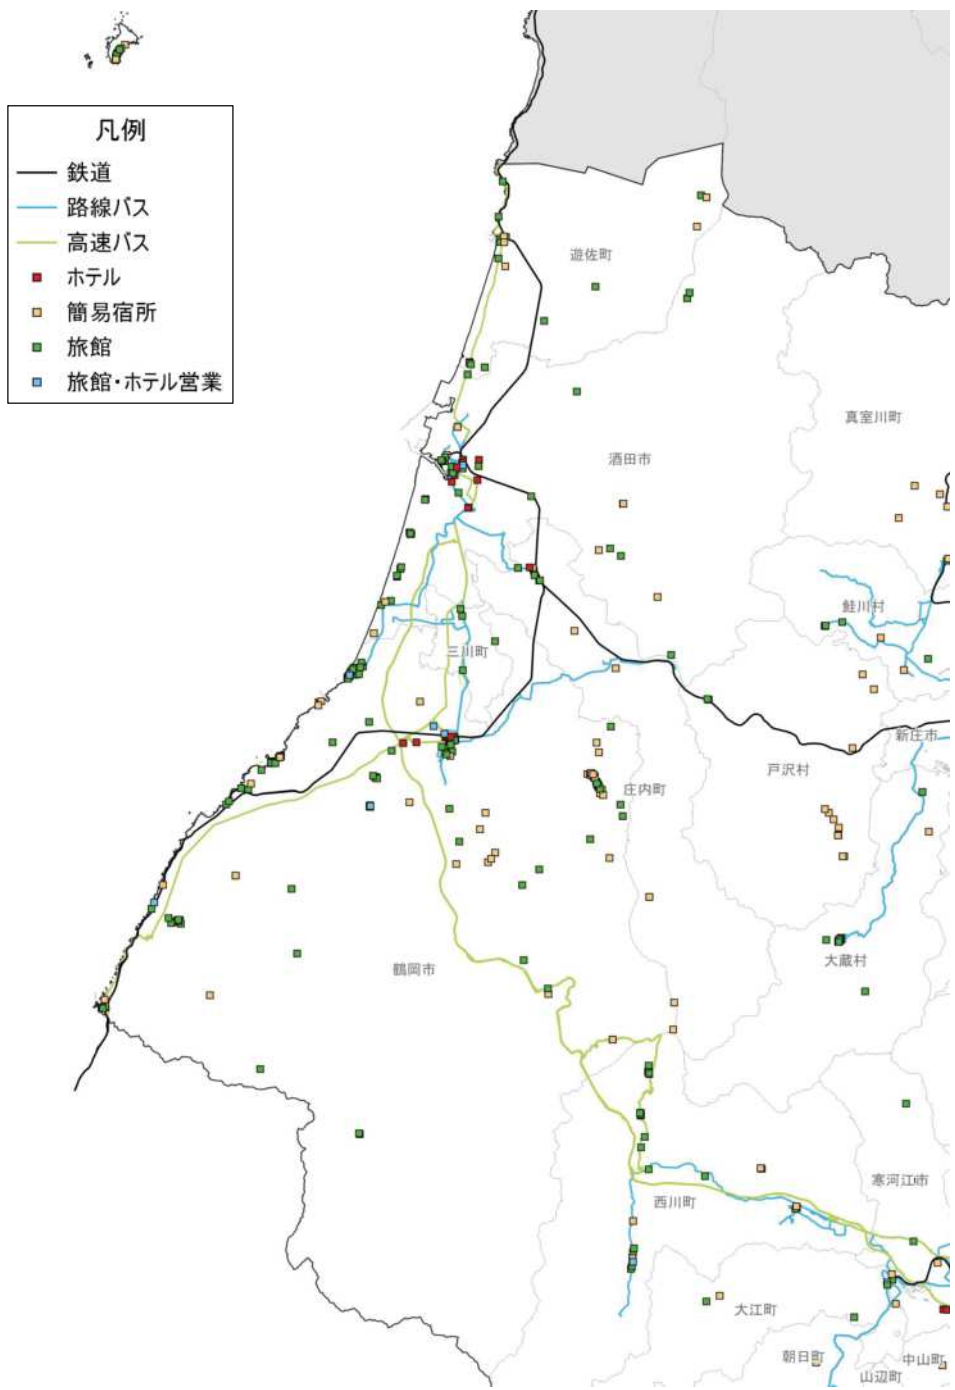 凡例
鉄道
路線バス
高速バス
ホテル
簡易宿所
旅館
旅館・ホテル営業
遊佐町
真室川町
酒田市
鮭川村
三川町
新庄市
戸沢村
庄内町
大蔵村
鶴岡市
寒河江市
西川町
大江町
朝日町
中山町
山辺町